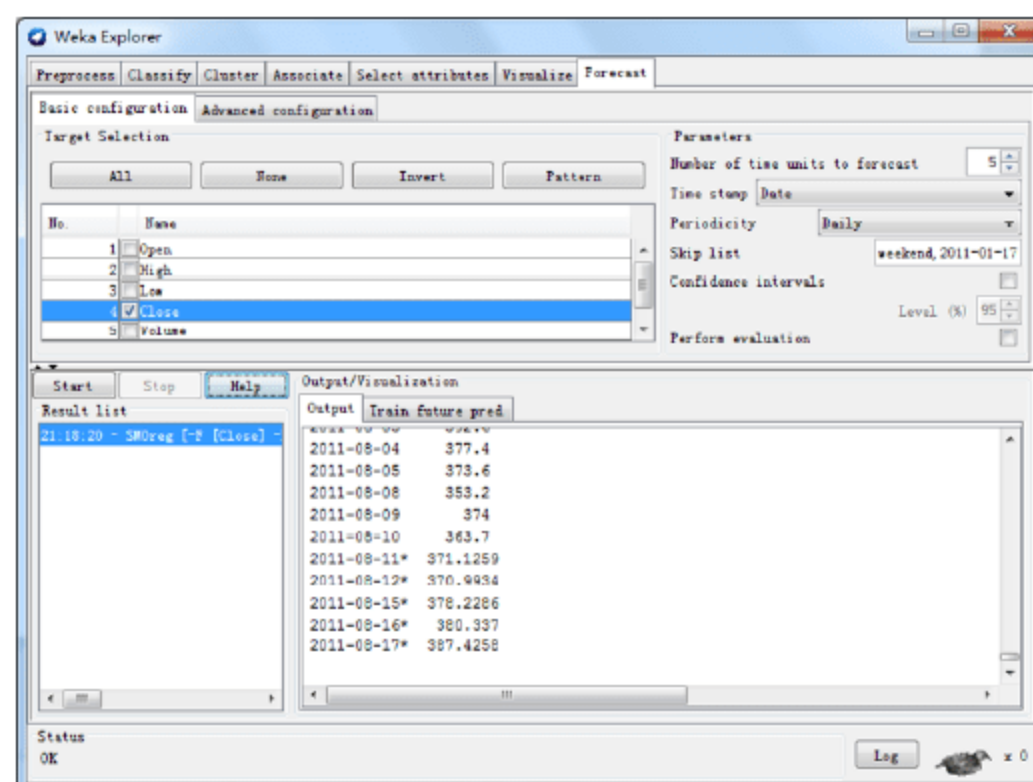 Weka Explorer
Preprocess Classify Cluster Associate Select attributes Visualize Forecast
Basic configuration Advanced configuration
Target Selection
All None Invert Pattern
No. Name
1 Open
2 High
3 Low
4 Close
5 Volume
Parameters
Number of time units to forecast 5
Time stamp Date
Periodicity Daily
Skip list weekend, 2011-01-17
Confidence intervals
Level (%) 95
Perform evaluation
Start Stop Help
Result list
21:18:20 - SMOreg [-F [Close] -
Output/Visualization
Output Train future pred
2011-08-04 377.4
2011-08-05 373.6
2011-08-08 353.2
2011-08-09 374
2011-08-10 363.7
2011-08-11* 371.1259
2011-08-12* 370.9934
2011-08-15* 378.2286
2011-08-16* 380.337
2011-08-17* 387.4258
Status
OK
Log
x 0